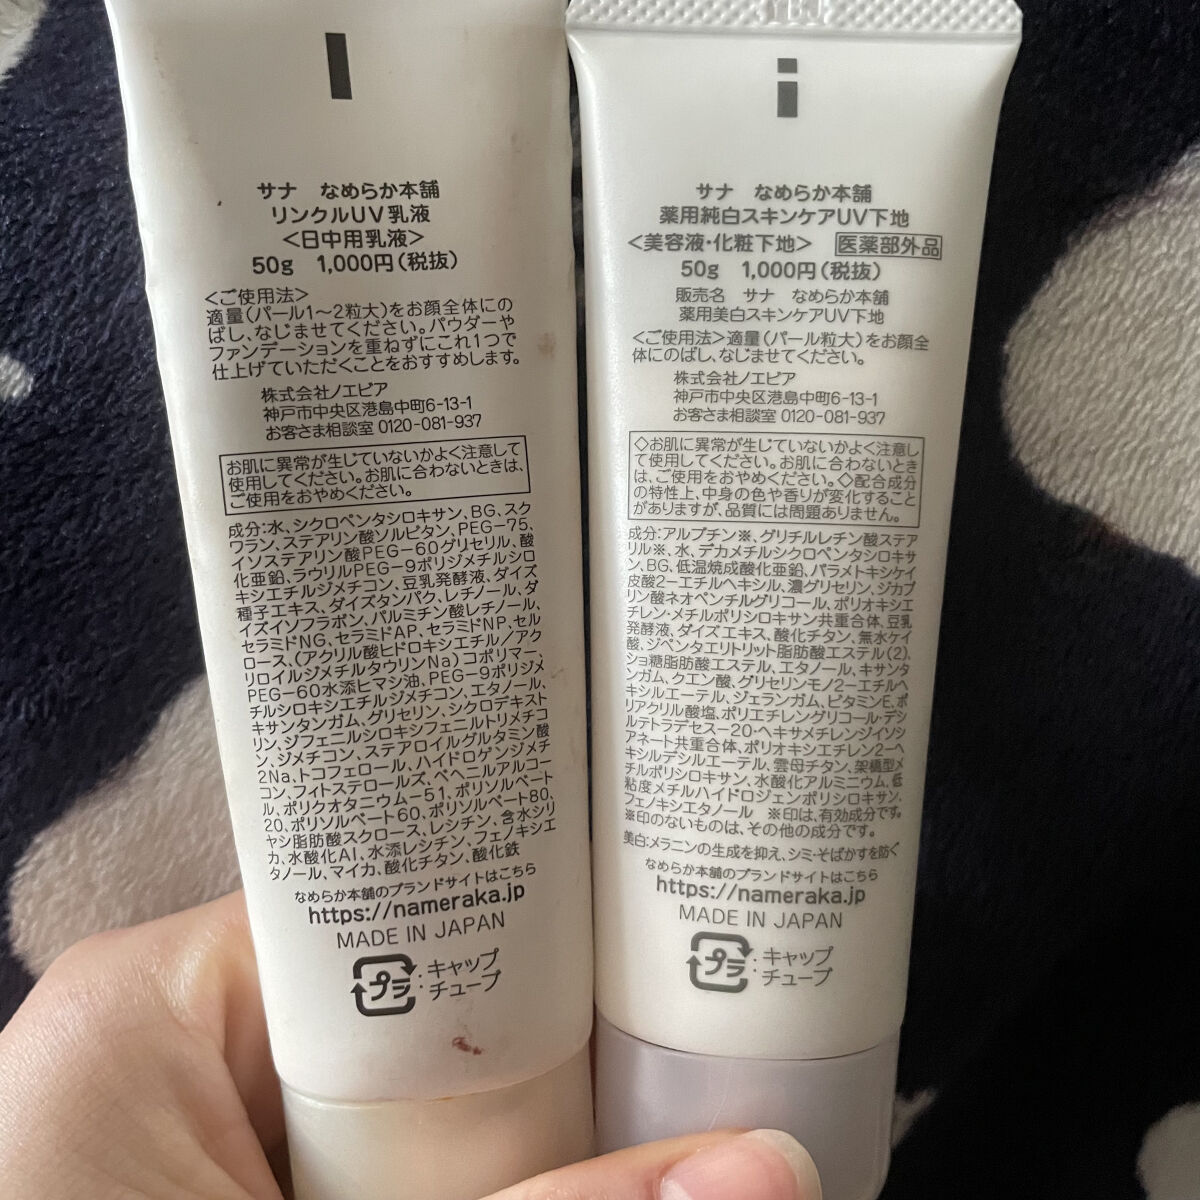 サナ なめらか本舗
リンクルUV乳液
＜日中用乳液＞
50g 1,000円（税抜）
＜ご使用法＞
適量（パール1～2粒大）をお顔全体にの
ばし、なじませてください。パウダーや
ファンデーションを重ねずにこれ1つで
仕上げていただくことをおすすめします。
株式会社ノエビア
神戸市中央区港島中町6-13-1
お客さま相談室 0120-081-937
お肌に異常が生じていないかよく注意して
使用してください。お肌に合わないときは、
ご使用をおやめください。
成分：水、シクロペンタシロキサン、BG、スク
ワラン、ステアリン酸ソルビタン、PEG-75、
イソステアリン酸PEG-60グリセリル、酸
化亜鉛、ラウリルPEG-9ポリジメチルシロ
キシエチルジメチコン、豆乳発酵液、ダイズ
種子エキス、ダイズタンパク、レチノール、ダ
イズイソフラボン、パルミチン酸レチノール、
セラミドNG、セラミドAP、セラミドNP、セル
ロース、（アクリル酸ヒドロキシエチル／アク
リロイルジメチルタウリンNa）コポリマー、
PEG-60水添ヒマシ油、PEG-9ポリジメ
チルシロキシエチルジメチコン、エタノール、
キサンタンガム、グリセリン、シクロデキスト
リン、ジフェニルシロキシフェニルトリメチコ
ン、ジメチコン、ステアロイルグルタミン酸
2Na、トコフェロール、ハイドロゲンジメチ
コン、フィトステロールズ、ベヘニルアルコー
ル、ポリクオタニウム-51、ポリソルベート
20、ポリソルベート60、ポリソルベート80、
ヤシ脂肪酸スクロース、レシチン、含水シリ
カ、水酸化Al、水添レシチン、フェノキシエ
タノール、マイカ、酸化チタン、酸化鉄
なめらか本舗のブランドサイトはこちら
https://nameraka.jp
MADE IN JAPAN
プラ
：キャップ
：チューブ
サナ なめらか本舗
薬用純白スキンケアUV下地
＜美容液・化粧下地＞ 医薬部外品
50g 1,000円（税抜）
販売名 サナ なめらか本舗
薬用美白スキンケアUV下地
＜ご使用法＞適量（パール粒大）をお顔全
体にのばし、なじませてください。
株式会社ノエビア
神戸市中央区港島中町6-13-1
お客さま相談室 0120-081-937
◇お肌に異常が生じていないかよく注意し
て使用してください。お肌に合わないとき
は、ご使用をおやめください。◇配合成分
の特性上、中身の色や香りが変化すること
がありますが、品質には問題ありません。
成分：アルブチン※、グリチルレチン酸ステア
リル※、水、デカメチルシクロペンタシロキサ
ン、BG、低温焼成酸化亜鉛、パラメトキシケイ
皮酸2－エチルヘキシル、濃グリセリン、ジカプ
リン酸ネオペンチルグリコール、ポリオキシエ
チレン・メチルポリシロキサン共重合体、豆乳
発酵液、ダイズエキス、酸化チタン、無水ケイ
酸、ジペンタエリトリット脂肪酸エステル（2）、
ショ糖脂肪酸エステル、エタノール、キサンタ
ンガム、クエン酸、グリセリンモノ2－エチルヘ
キシルエーテル、ジェランガム、ビタミンE、ポ
リアクリル酸塩、ポリエチレングリコール・デシ
ルテトラデセス－20・ヘキサメチレンジイソシ
アネート共重合体、ポリオキシエチレン2－ヘ
キシルデシルエーテル、雲母チタン、架橋型メ
チルポリシロキサン、水酸化アルミニウム、低
粘度メチルハイドロジェンポリシロキサン、
フェノキシエタノール ※印は、有効成分です。
※印のないものは、その他の成分です。
美白：メラニンの生成を抑え、シミ・そばかすを防ぐ
なめらか本舗のブランドサイトはこちら
https://nameraka.jp
MADE IN JAPAN
プラ
：キャップ
：チューブ